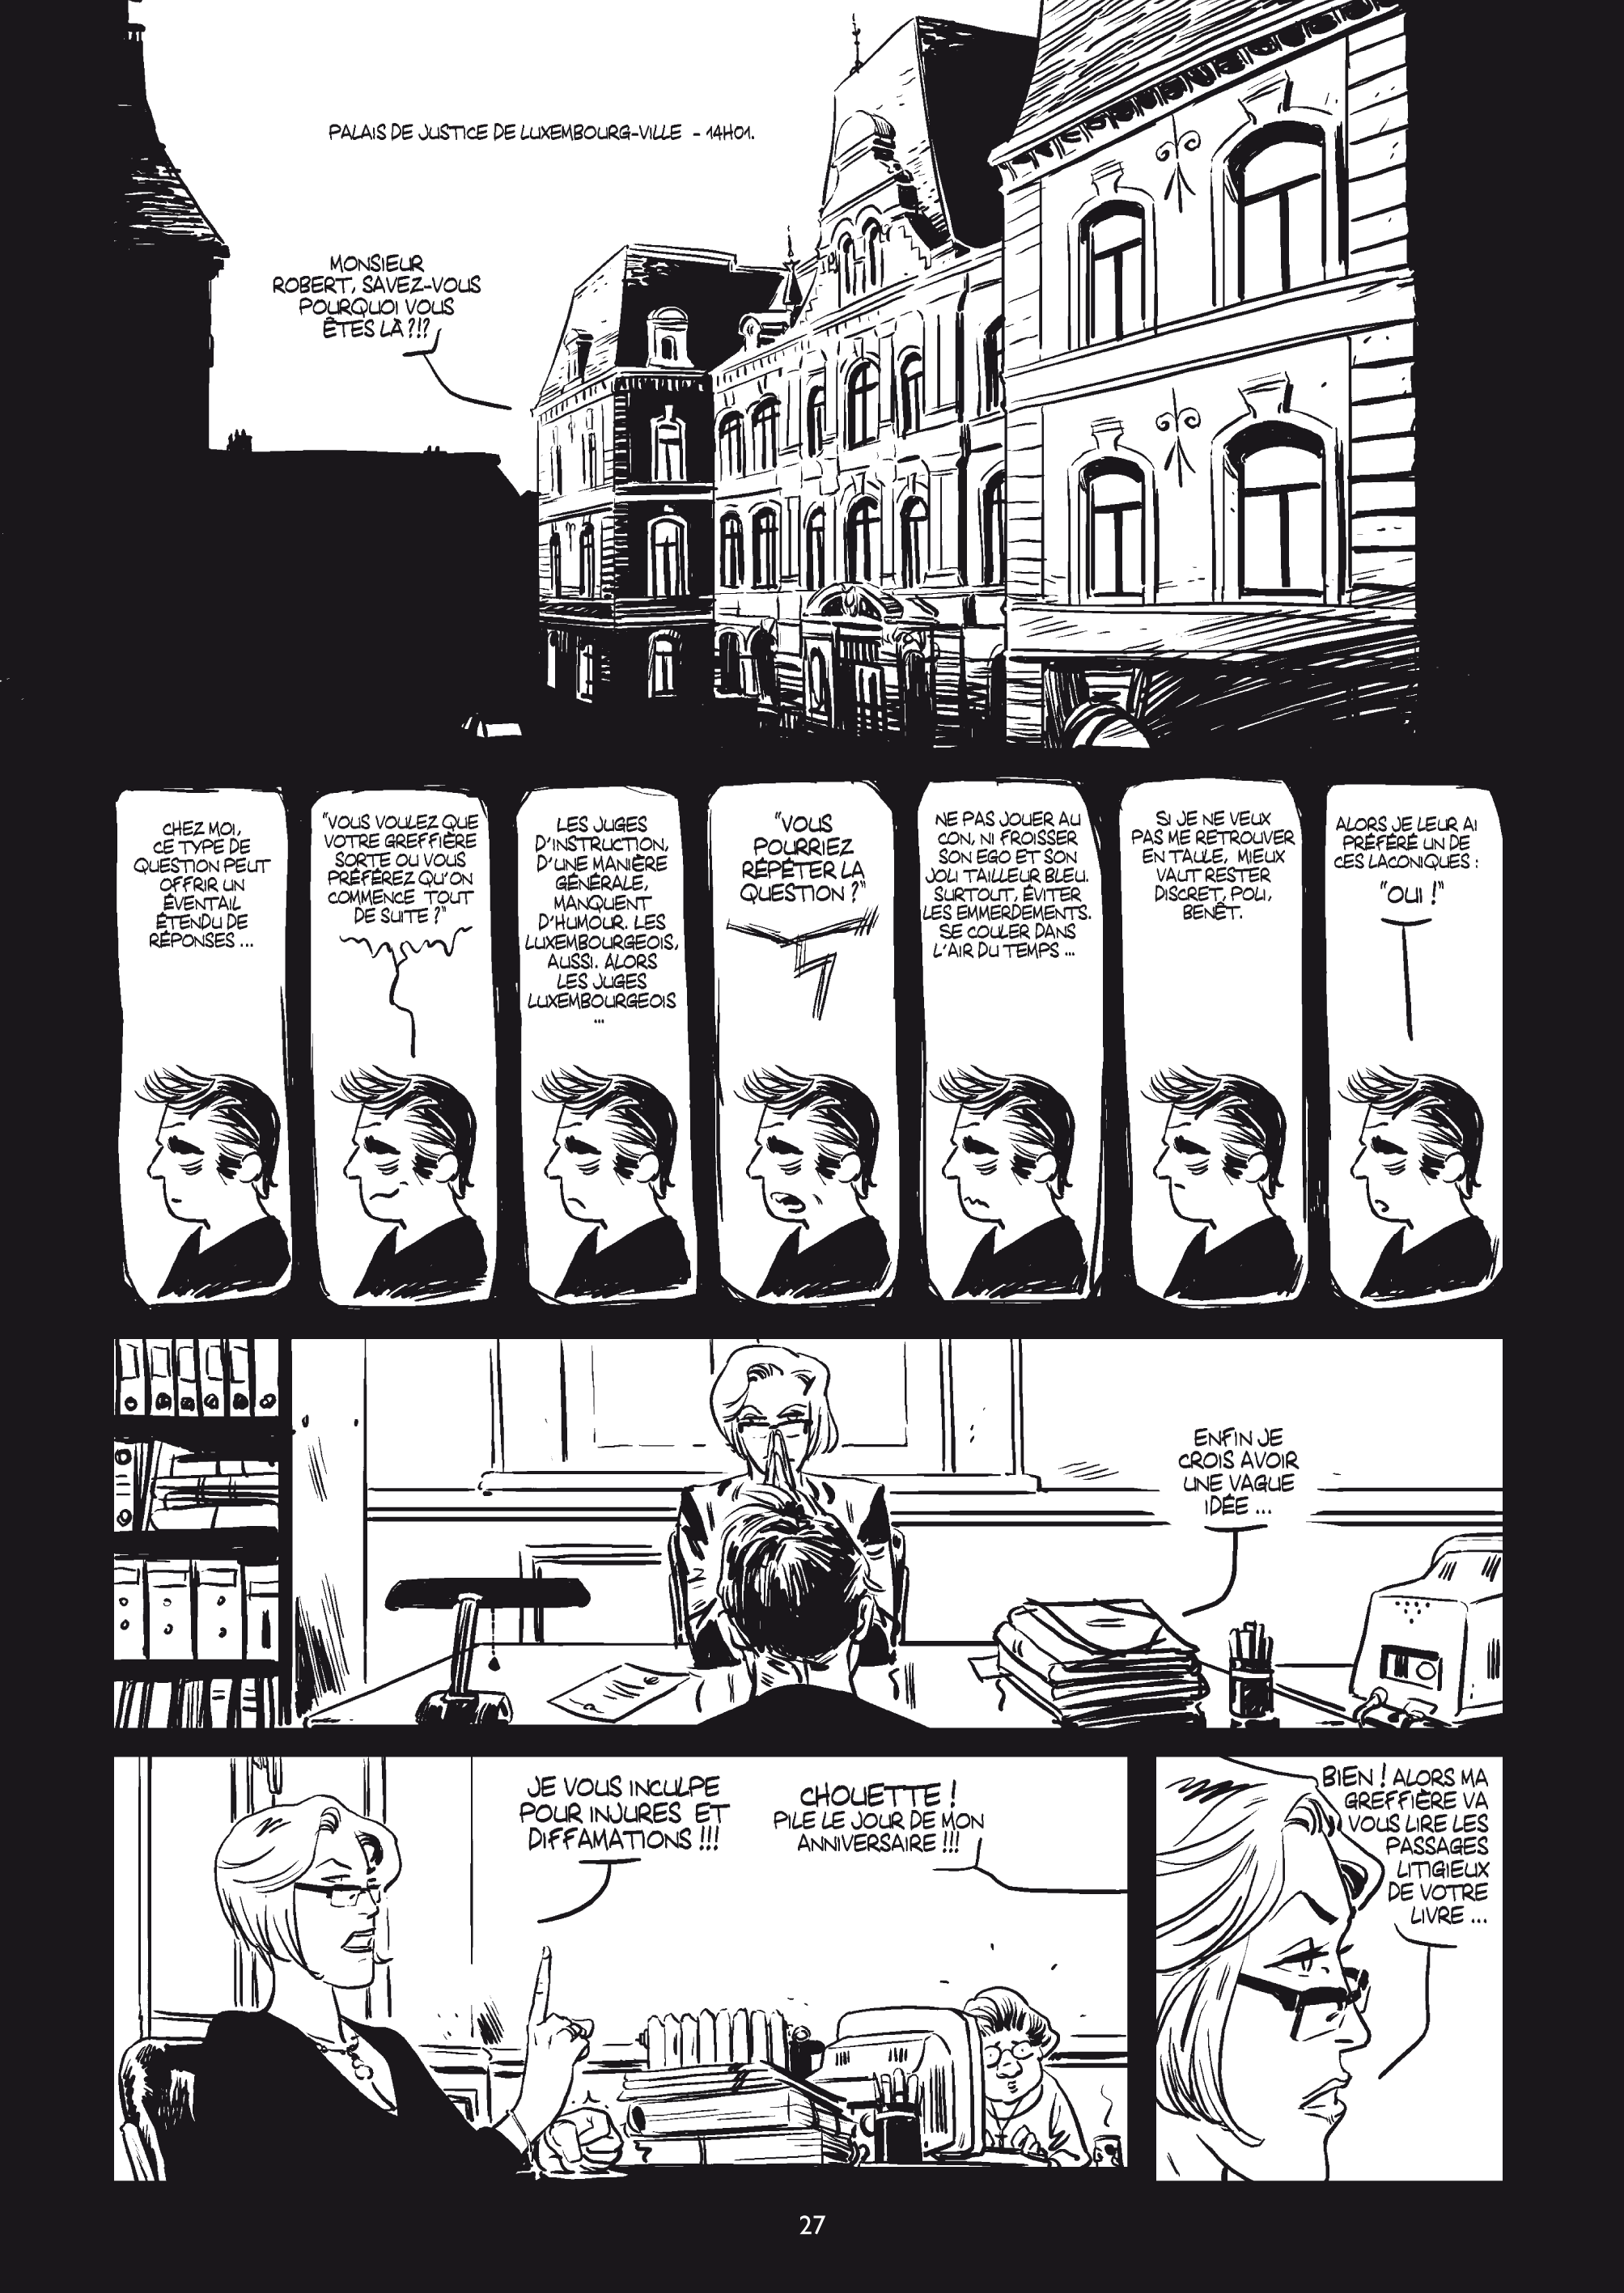 PALAIS DE JUSTICE DE LUXEMBOURG-VILLE - 14H01.
MONSIEUR
ROBERT, SAVEZ-VOUS
POURQUOI VOUS
ÊTES LÀ ?!?
CHEZ MOI,
CE TYPE DE
QUESTION PEUT
OFFRIR UN
ÉVENTAIL
ÉTENDU DE
RÉPONSES ...
"VOUS VOULEZ QUE
VOTRE GREFFIÈRE
SORTE OU VOUS
PRÉFÉREZ QU'ON
COMMENCE TOUT
DE SUITE ?"
LES JUGES
D'INSTRUCTION,
D'UNE MANIÈRE
GÉNÉRALE,
MANQUENT
D'HUMOUR. LES
LUXEMBOURGEOIS,
AUSSI. ALORS
LES JUGES
LUXEMBOURGEOIS
...
"VOUS
POURRIEZ
RÉPÉTER LA
QUESTION ?"
NE PAS JOUER AU
CON, NI FROISSER
SON EGO ET SON
JOLI TAILLEUR BLEU.
SURTOUT, ÉVITER
LES EMMERDEMENTS.
SE COULER DANS
L'AIR DU TEMPS ...
SI JE NE VEUX
PAS ME RETROUVER
EN TAULE, MIEUX
VAUT RESTER
DISCRET, POLI,
BENÊT.
ALORS JE LEUR AI
PRÉFÉRÉ UN DE
CES LACONIQUES :
"OUI !"
ENFIN JE
CROIS AVOIR
UNE VAGUE
IDÉE ...
JE VOUS INCULPE
POUR INJURES ET
DIFFAMATIONS !!!
CHOUETTE !
PILE LE JOUR DE MON
ANNIVERSAIRE !!!
BIEN ! ALORS MA
GREFFIÈRE VA
VOUS LIRE LES
PASSAGES
LITIGIEUX
DE VOTRE
LIVRE ...
27